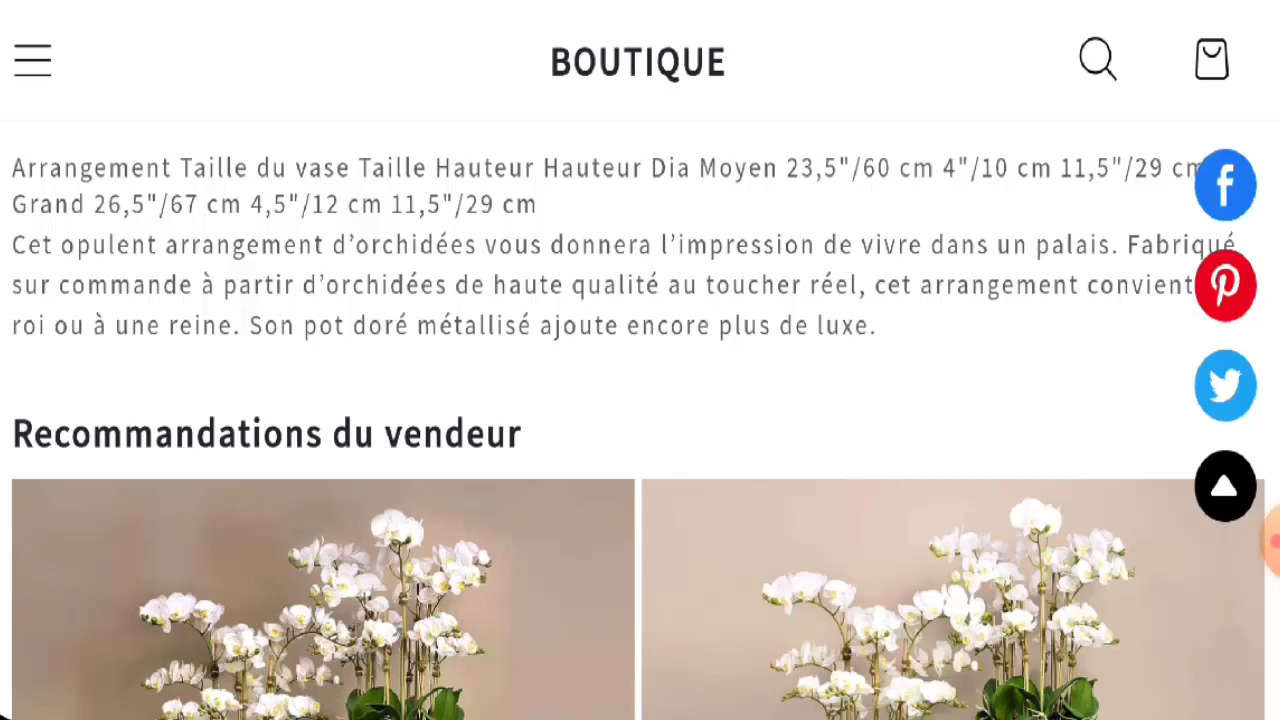 BOUTIQUE
Arrangement Taille du vase Taille Hauteur Hauteur Dia Moyen 23,5"/60 cm 4"/10 cm 11,5"/29 cm
Grand 26,5"/67 cm 4,5"/12 cm 11,5"/29 cm
Cet opulent arrangement d’orchidées vous donnera l’impression de vivre dans un palais. Fabriqué
sur commande à partir d’orchidées de haute qualité au toucher réel, cet arrangement convient
roi ou à une reine. Son pot doré métallisé ajoute encore plus de luxe.
Recommandations du vendeur